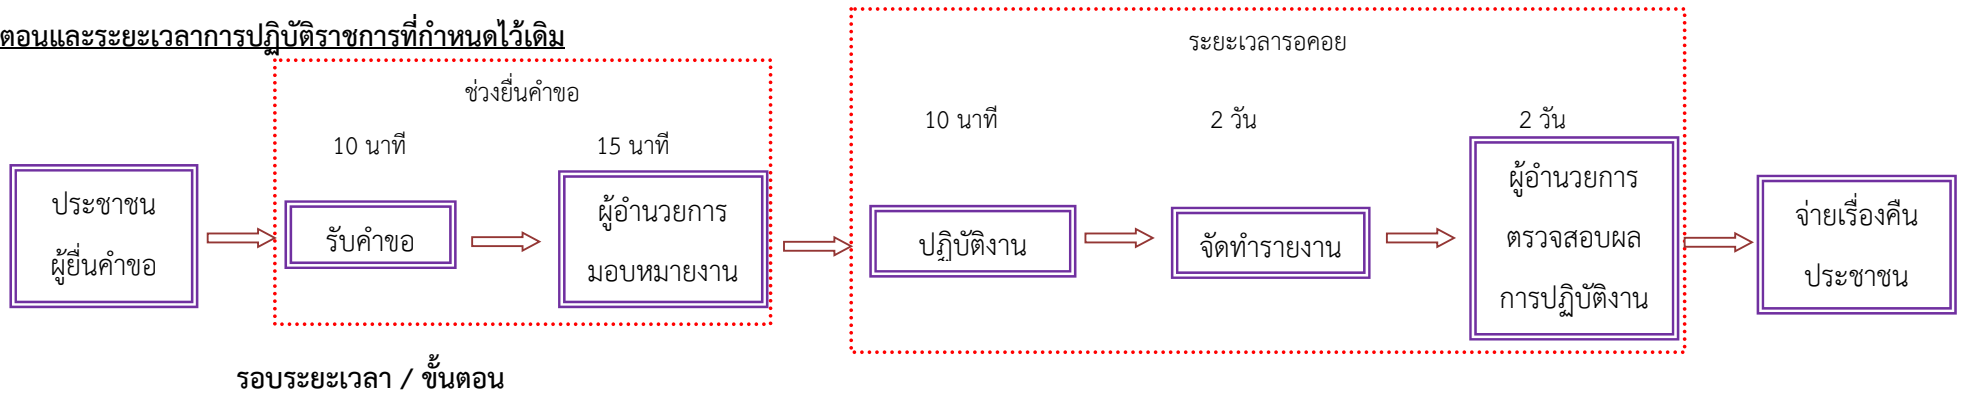 ตอนและระยะเวลาการปฏิบัติราชการที่กำหนดไว้เดิม
ช่วงยื่นคำขอ
ระยะเวลารอคอย
10 นาที
15 นาที
10 นาที
2 วัน
2 วัน
ประชาชน
ผู้ยื่นคำขอ
รับคำขอ
ผู้อำนวยการ
มอบหมายงาน
ปฏิบัติงาน
จัดทำรายงาน
ผู้อำนวยการ
ตรวจสอบผล
การปฏิบัติงาน
จ่ายเรื่องคืน
ประชาชน
รอบระยะเวลา / ขั้นตอน